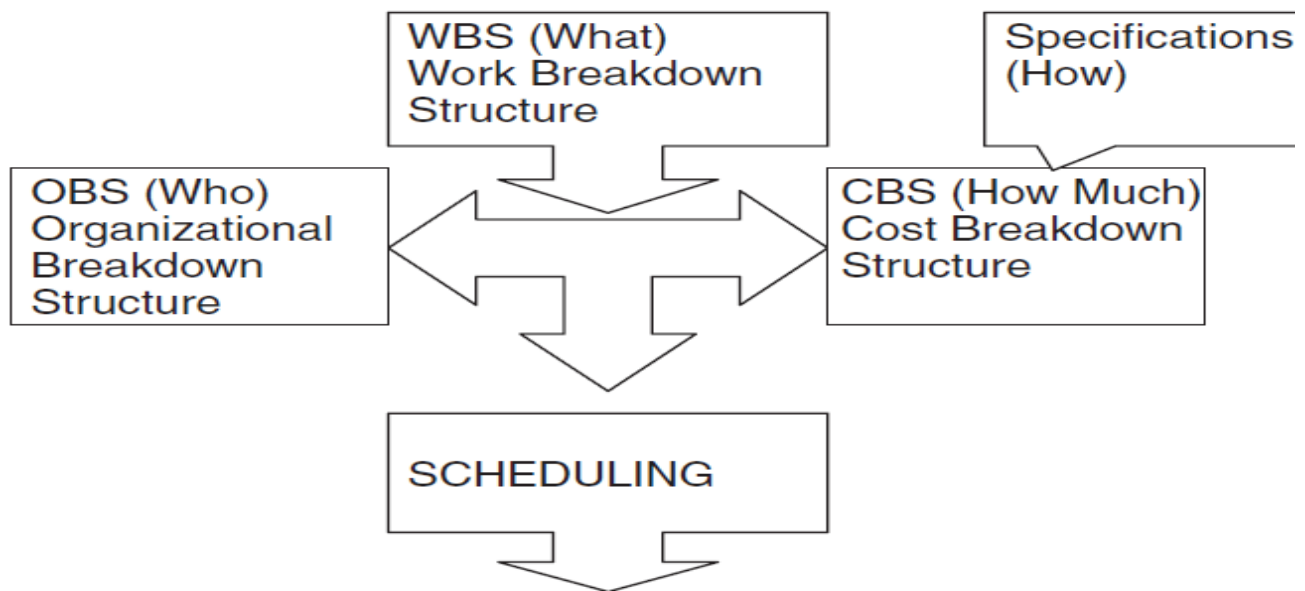 WBS (What)
Work Breakdown
Structure
Specifications
(How)
OBS (Who)
Organizational
Breakdown
Structure
CBS (How Much)
Cost Breakdown
Structure
SCHEDULING